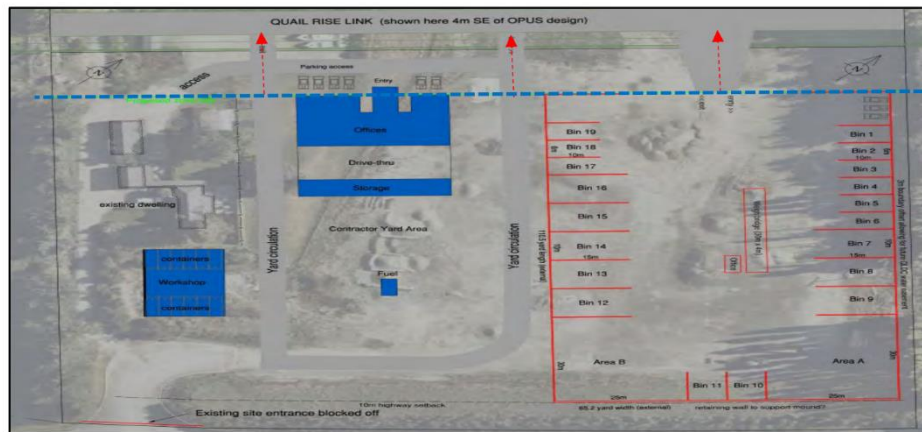 QUAIL RISE LINK (shown here 4m SE of OPUS design)
access
Parking access
Entry
Offices
Drive-thru
Storage
existing dwelling
Yard circulation
Contractor Yard Area
Fuel
containers
Workshop
containers
Yard circulation
Bin 19
Bin 18
10m
Bin 17
Bin 16
Bin 15
Bin 14
15m
Bin 13
Bin 12
Area B
20m
25m
Bin 11
Bin 10
Office
Bin 1
Bin 2
10m
Bin 3
Bin 4
Bin 5
Bin 6
Bin 7
15m
Bin 8
Bin 9
Area A
25m
10m highway setback
Existing site entrance blocked off
65.2 yard width (external)
retaining wall to support mound?